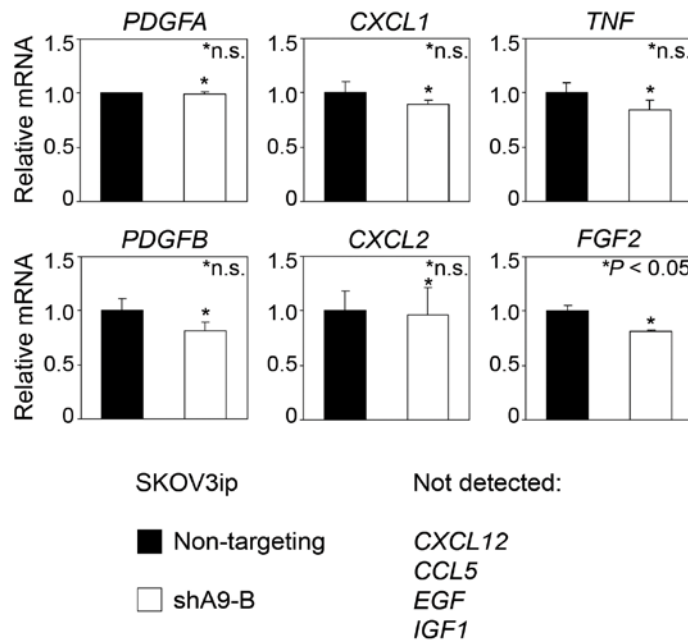 PDGFA
CXCL1
TNF
Relative mRNA
1.5
1.0
0.5
0
*n.s.
*
1.5
1.0
0.5
0
*n.s.
*
1.5
1.0
0.5
0
*n.s.
*
PDGFB
CXCL2
FGF2
Relative mRNA
1.5
1.0
0.5
0
*n.s.
*
1.5
1.0
0.5
0
*n.s.
*
1.5
1.0
0.5
0
*P < 0.05
*
SKOV3ip
Non-targeting
shA9-B
Not detected:
CXCL12
CCL5
EGF
IGF1